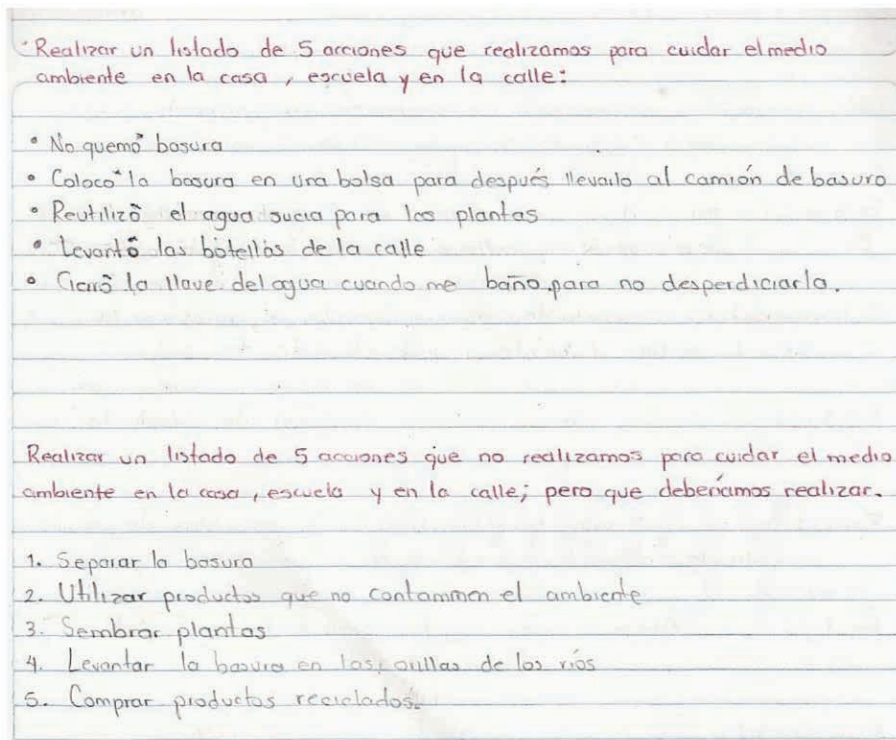 · Realizar un listado de 5 acciones que realizamos para cuidar el medio
ambiente en la casa, escuela y en la calle:
• No quemó basura
• Colocó la basura en una bolsa para después llevarlo al camión de basura
• Reutilizó el agua sucia para las plantas
• Levantó las botellas de la calle
• Cierró la llave del agua cuando me baño, para no desperdiciarla.
Realizar un listado de 5 acciones que no realizamos para cuidar el medio
ambiente en la casa, escuela y en la calle; pero que deberíamos realizar.
1. Separar la basura
2. Utilizar productos que no contaminen el ambiente
3. Sembrar plantas
4. Levantar la basura en las orillas de los ríos
5. Comprar productos reciclados.